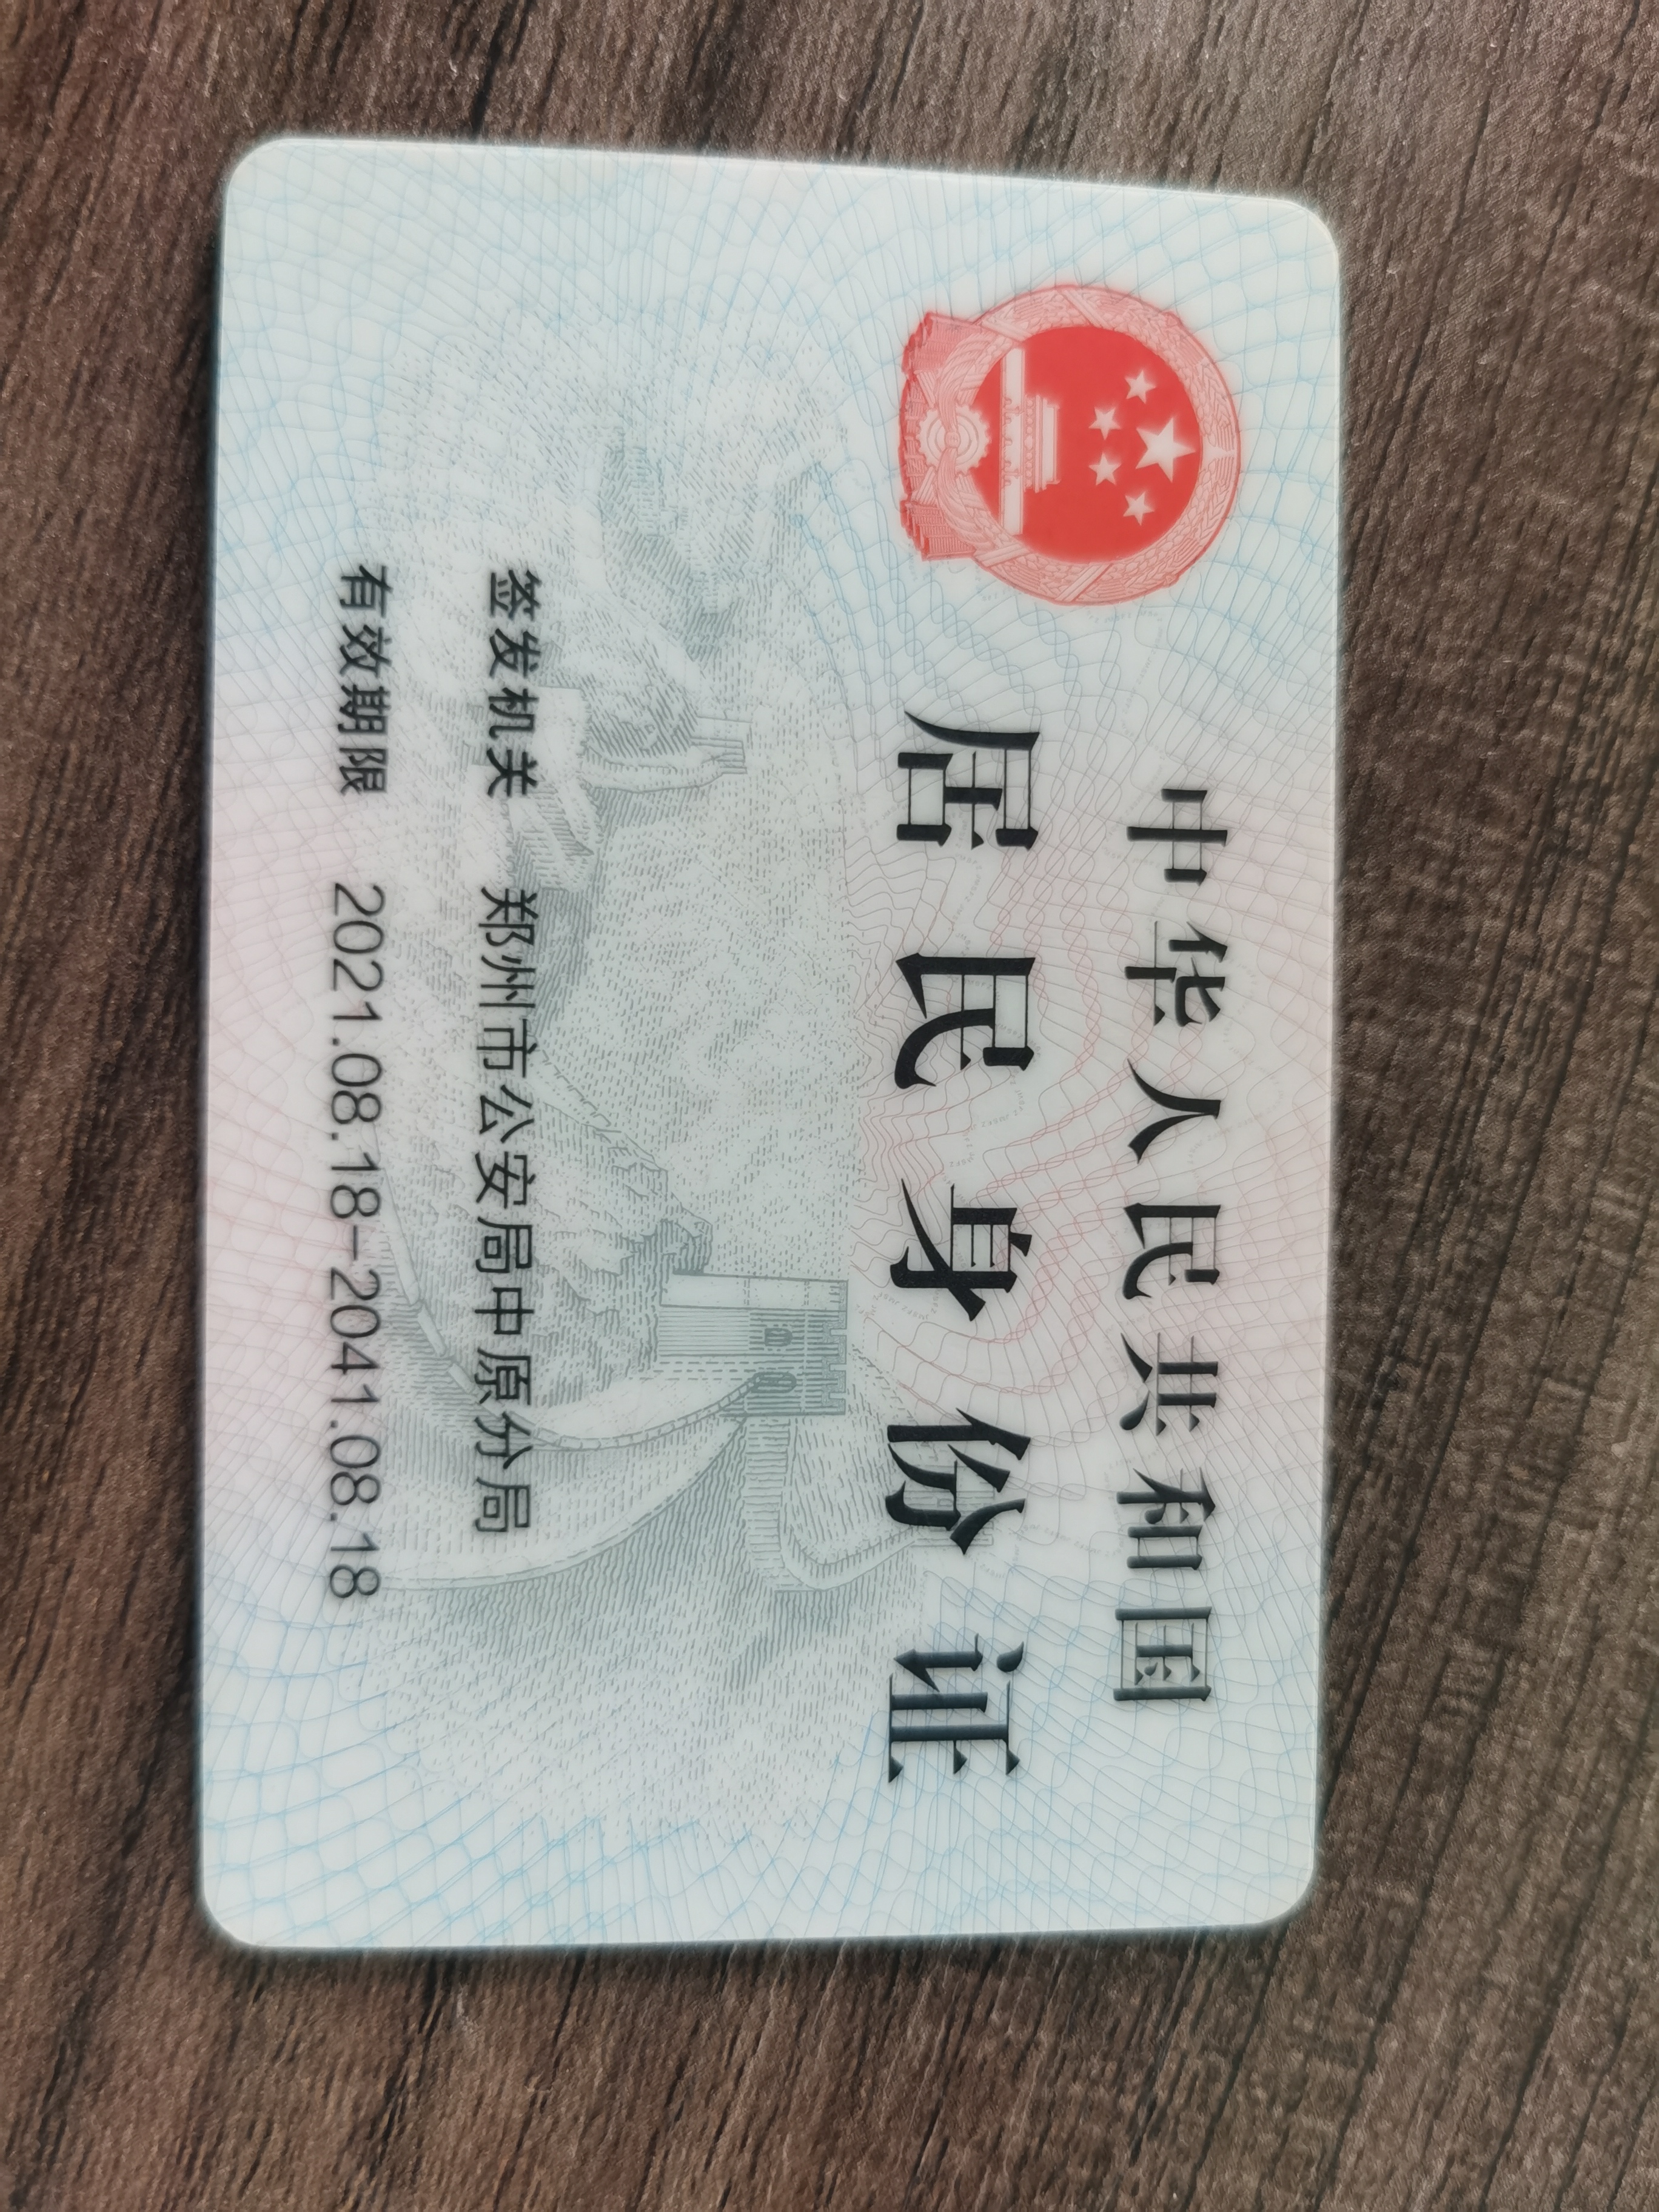 中华人民共和国
居民身份证
签发机关 郑州市公安局中原分局
有效期限 2021.08.18-2041.08.18